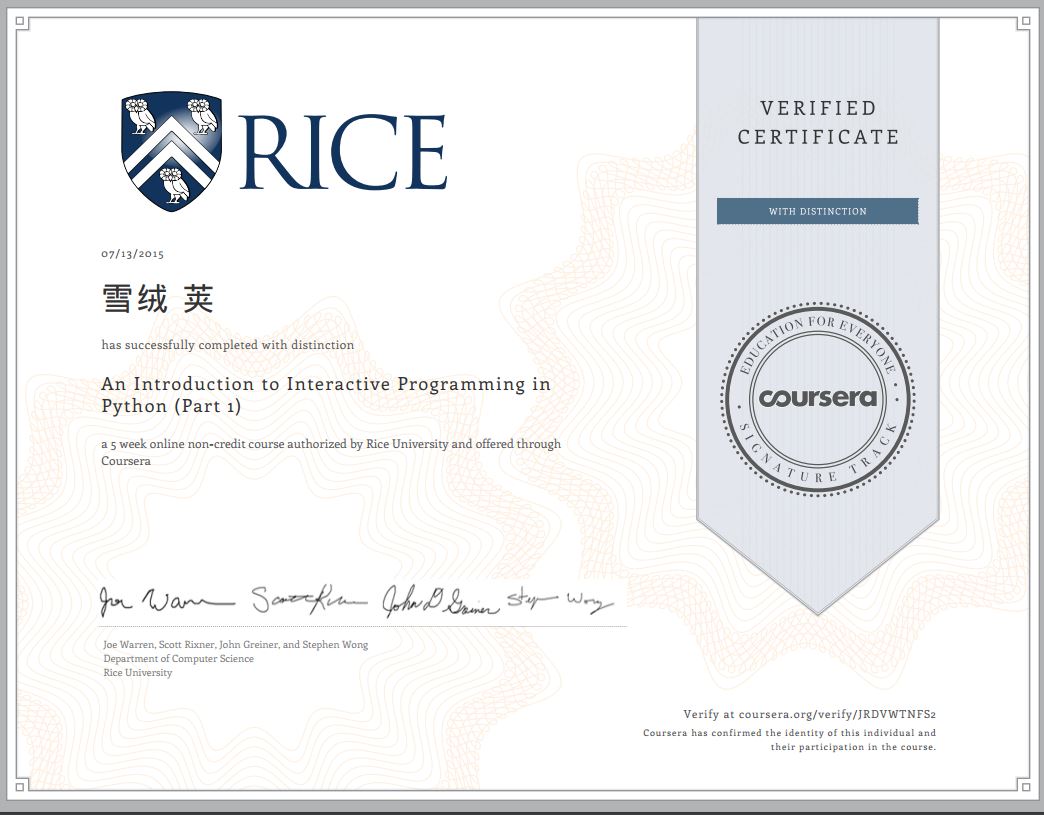 RICE
07/13/2015
雪绒 荚
has successfully completed with distinction
An Introduction to Interactive Programming in
Python (Part 1)
a 5 week online non-credit course authorized by Rice University and offered through
Coursera
Joe Warren Scott Rixner John D Greiner Stephen Wong
Joe Warren, Scott Rixner, John Greiner, and Stephen Wong
Department of Computer Science
Rice University
VERIFIED
CERTIFICATE
WITH DISTINCTION
EDUCATION FOR EVERYONE
coursera
SIGNATURE TRACK
Verify at coursera.org/verify/JRDVWTNFS2
Coursera has confirmed the identity of this individual and
their participation in the course.